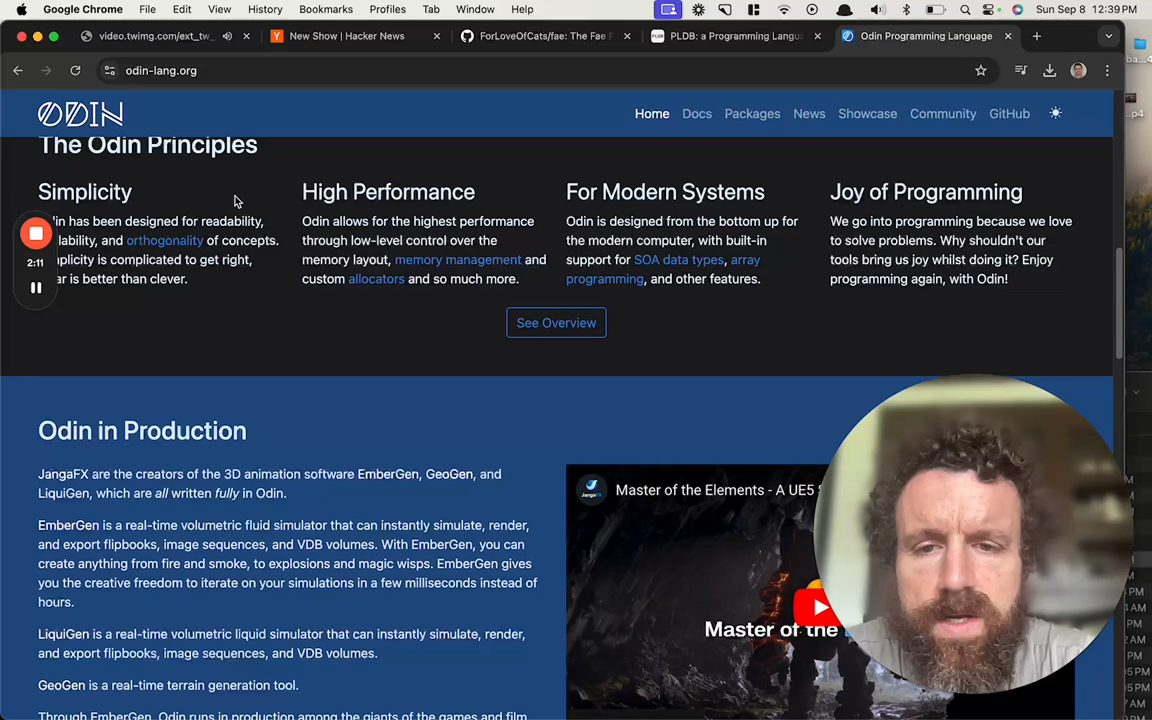 Google Chrome File Edit View History Bookmarks Profiles Tab Window Help Sun Sep 8 12:39 PM
video.twimg.com/ext_tw_ New Show | Hacker News ForLoveOfCats/fae: The Fae P PLDB: a Programming Langu Odin Programming Language
odin-lang.org
ODIN Home Docs Packages News Showcase Community GitHub
The Odin Principles
Simplicity
in has been designed for readability,
lability, and orthogonality of concepts.
plicity is complicated to get right,
ar is better than clever.
High Performance
Odin allows for the highest performance
through low-level control over the
memory layout, memory management and
custom allocators and so much more.
For Modern Systems
Odin is designed from the bottom up for
the modern computer, with built-in
support for SOA data types, array
programming, and other features.
Joy of Programming
We go into programming because we love
to solve problems. Why shouldn't our
tools bring us joy whilst doing it? Enjoy
programming again, with Odin!
2:11
See Overview
Odin in Production
JangaFX are the creators of the 3D animation software EmberGen, GeoGen, and
LiquiGen, which are all written fully in Odin.
EmberGen is a real-time volumetric fluid simulator that can instantly simulate, render,
and export flipbooks, image sequences, and VDB volumes. With EmberGen, you can
create anything from fire and smoke, to explosions and magic wisps. EmberGen gives
you the creative freedom to iterate on your simulations in a few milliseconds instead of
hours.
LiquiGen is a real-time volumetric liquid simulator that can instantly simulate, render,
and export flipbooks, image sequences, and VDB volumes.
GeoGen is a real-time terrain generation tool.
Through EmberGen, Odin runs in production among the giants of the games and film
JangaFX
Master of the Elements - A UE5 S
Master of the